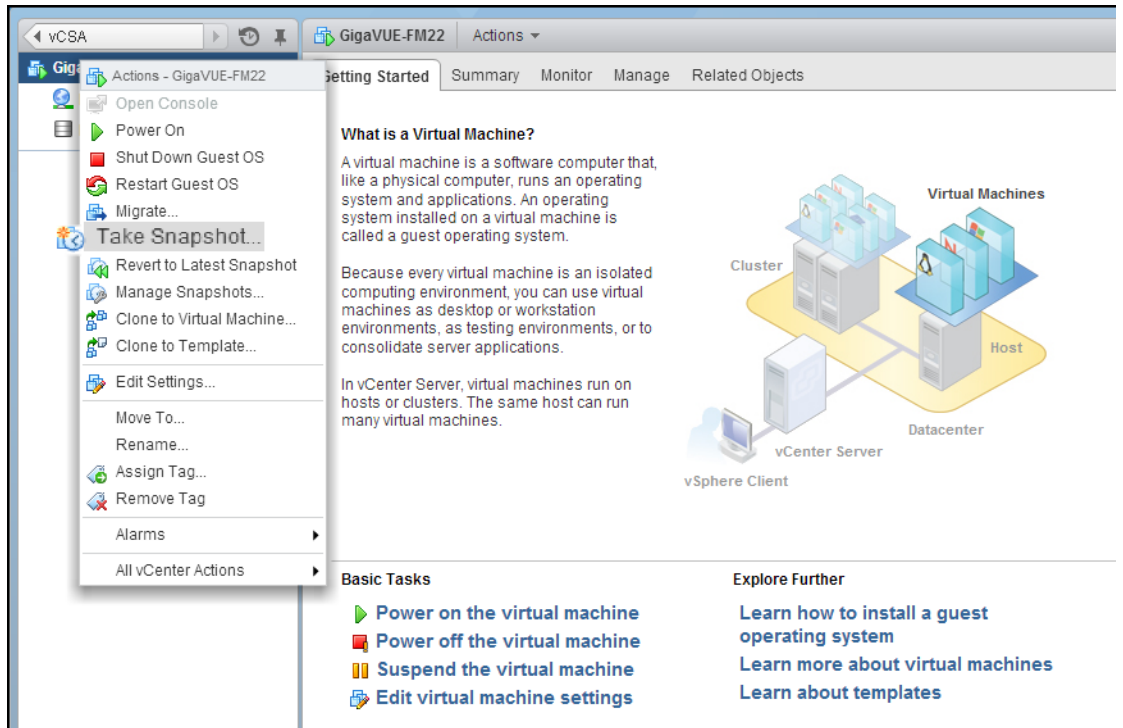 vCSA
GigaVUE-FM22 Actions
Giga
Actions - GigaVUE-FM22
Open Console
Power On
Shut Down Guest OS
Restart Guest OS
Migrate...
Take Snapshot...
Revert to Latest Snapshot
Manage Snapshots...
Clone to Virtual Machine...
Clone to Template...
Edit Settings...
Move To...
Rename...
Assign Tag...
Remove Tag
Alarms
All vCenter Actions
Getting Started Summary Monitor Manage Related Objects
What is a Virtual Machine?
A virtual machine is a software computer that,
like a physical computer, runs an operating
system and applications. An operating
system installed on a virtual machine is
called a guest operating system.
Because every virtual machine is an isolated
computing environment, you can use virtual
machines as desktop or workstation
environments, as testing environments, or to
consolidate server applications.
In vCenter Server, virtual machines run on
hosts or clusters. The same host can run
many virtual machines.
Virtual Machines
Cluster
Host
Datacenter
vCenter Server
vSphere Client
Basic Tasks
Power on the virtual machine
Power off the virtual machine
Suspend the virtual machine
Edit virtual machine settings
Explore Further
Learn how to install a guest
operating system
Learn more about virtual machines
Learn about templates